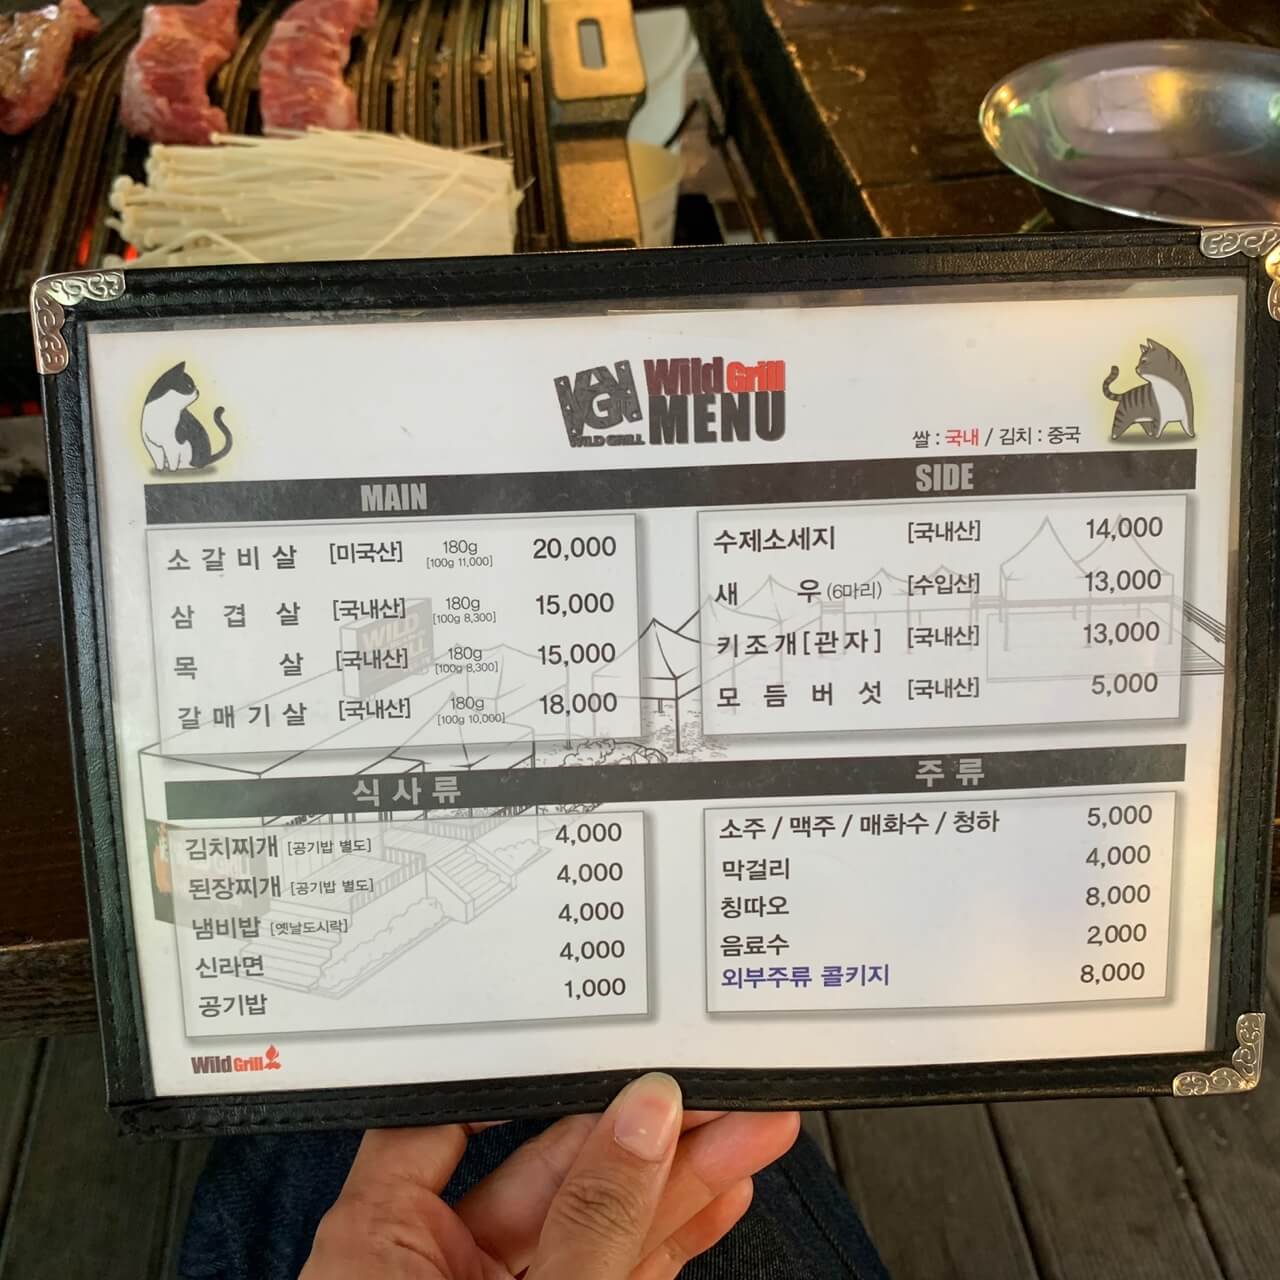 WGN Wild Grill
WILD GRILL MENU
쌀 : 국내 / 김치 : 중국
MAIN
소갈비살 [미국산] 180g [100g 11,000] 20,000
삼겹살 [국내산] 180g [100g 8,300] 15,000
목살 [국내산] 180g [100g 8,300] 15,000
갈매기살 [국내산] 180g [100g 10,000] 18,000
SIDE
수제소세지 [국내산] 14,000
새우 (6마리) [수입산] 13,000
키조개[관자] [국내산] 13,000
모듬버섯 [국내산] 5,000
식사류
김치찌개 [공기밥 별도] 4,000
된장찌개 [공기밥 별도] 4,000
냄비밥 [옛날도시락] 4,000
신라면 4,000
공기밥 1,000
주류
소주 / 맥주 / 매화수 / 청하 5,000
막걸리 4,000
칭따오 8,000
음료수 2,000
외부주류 콜키지 8,000
Wild Grill